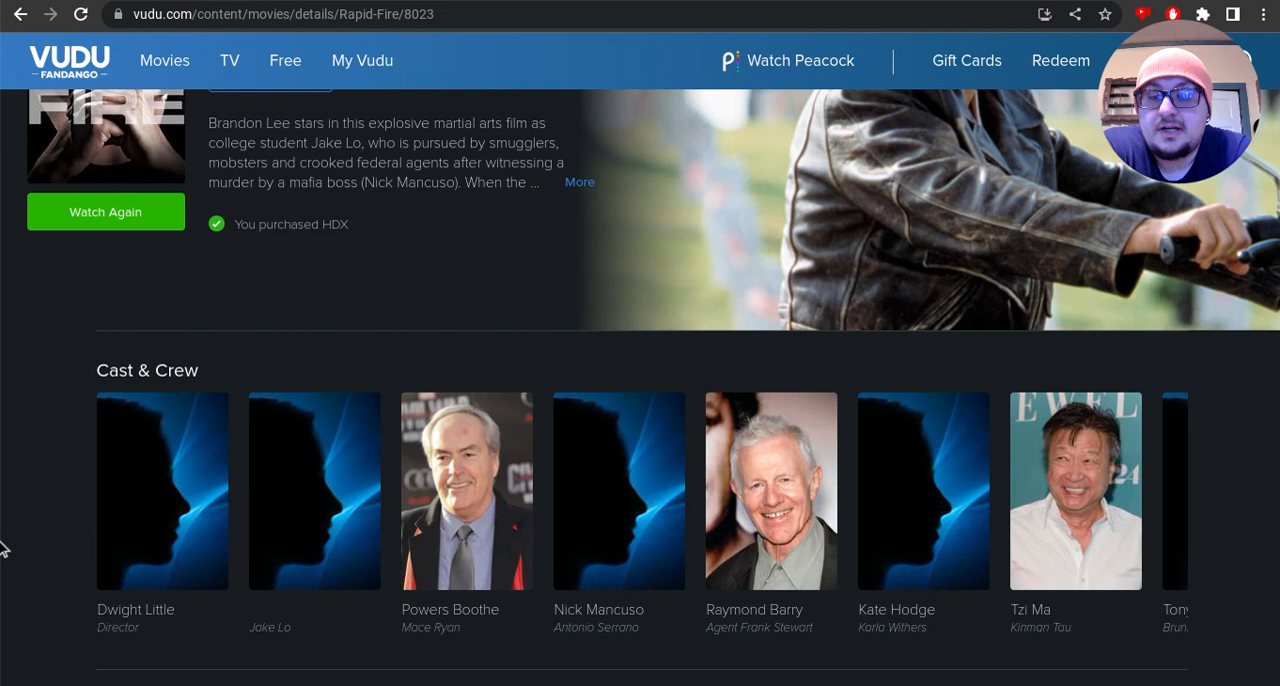 vudu.com/content/movies/details/Rapid-Fire/8023
VUDU
FANDANGO
Movies
TV
Free
My Vudu
Watch Peacock
Gift Cards
Redeem
FIRE
Brandon Lee stars in this explosive martial arts film as
college student Jake Lo, who is pursued by smugglers,
mobsters and crooked federal agents after witnessing a
murder by a mafia boss (Nick Mancuso). When the ... More
Watch Again
You purchased HDX
Cast & Crew
Dwight Little
Director
Jake Lo
Powers Boothe
Mace Ryan
Nick Mancuso
Antonio Serrano
Raymond Barry
Agent Frank Stewart
Kate Hodge
Karla Withers
Tzi Ma
Kinman Tau